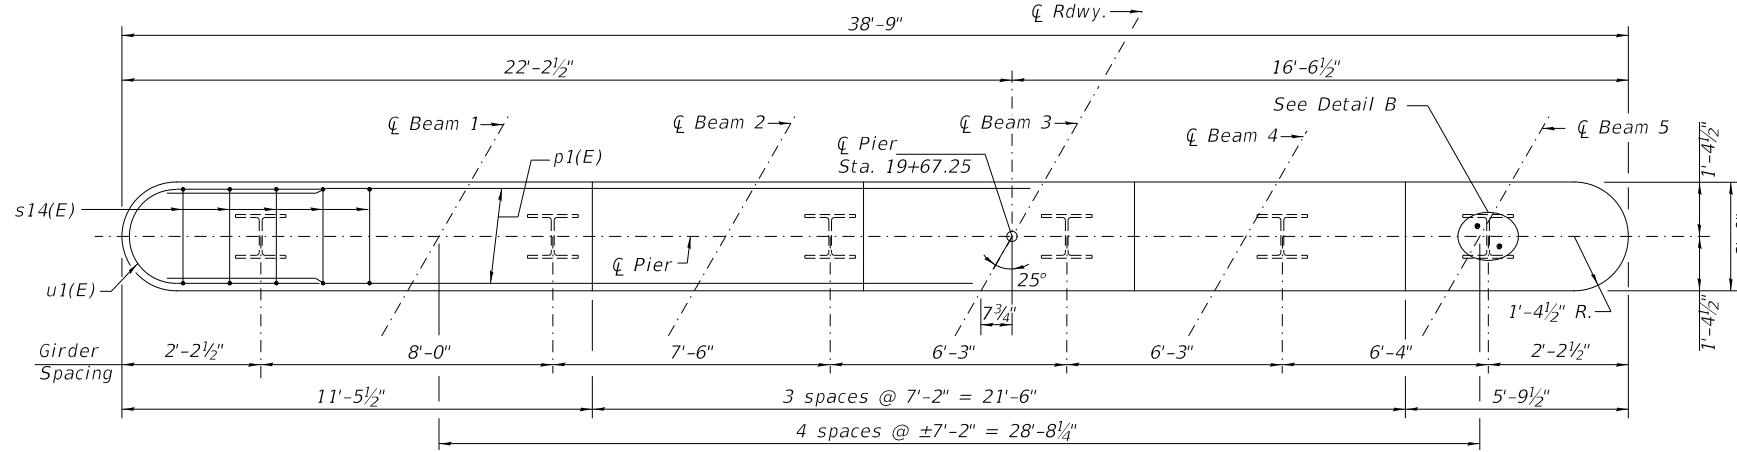 ℄ Rdwy.
38'-9"
22'-2½"
16'-6½"
See Detail B
℄ Beam 1
℄ Beam 2
℄ Beam 3
℄ Beam 4
℄ Beam 5
℄ Pier
Sta. 19+67.25
p1(E)
1'-4½"
s14(E)
℄ Pier
25°
u1(E)
7¾"
1'-4½" R.
1'-4½"
Girder
Spacing
2'-2½"
8'-0"
7'-6"
6'-3"
6'-3"
6'-4"
2'-2½"
11'-5½"
3 spaces @ 7'-2" = 21'-6"
5'-9½"
4 spaces @ ±7'-2" = 28'-8¼"